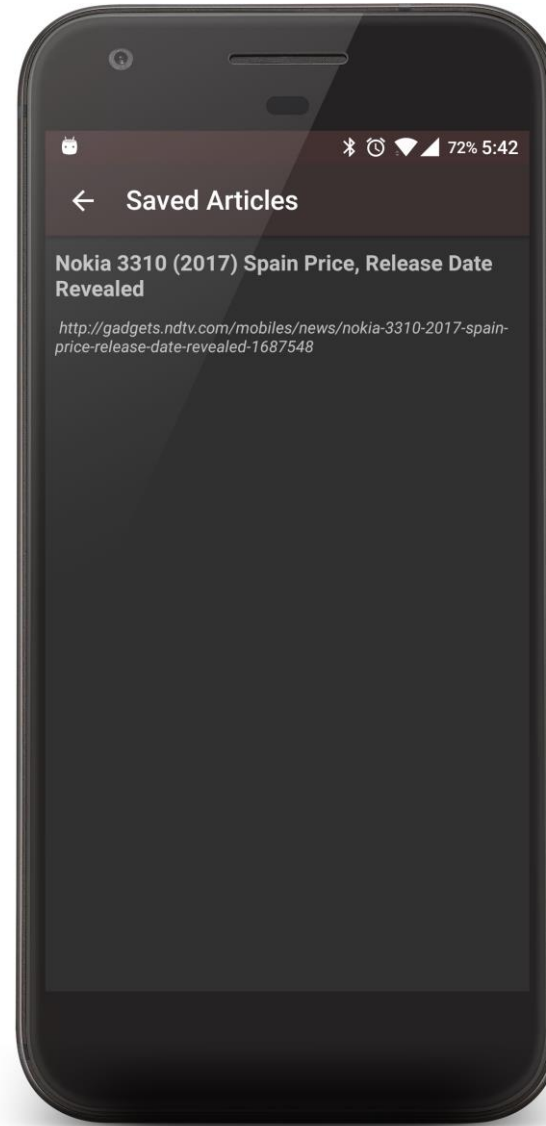 72% 5:42
Saved Articles
Nokia 3310 (2017) Spain Price, Release Date
Revealed
http://gadgets.ndtv.com/mobiles/news/nokia-3310-2017-spain-
price-release-date-revealed-1687548